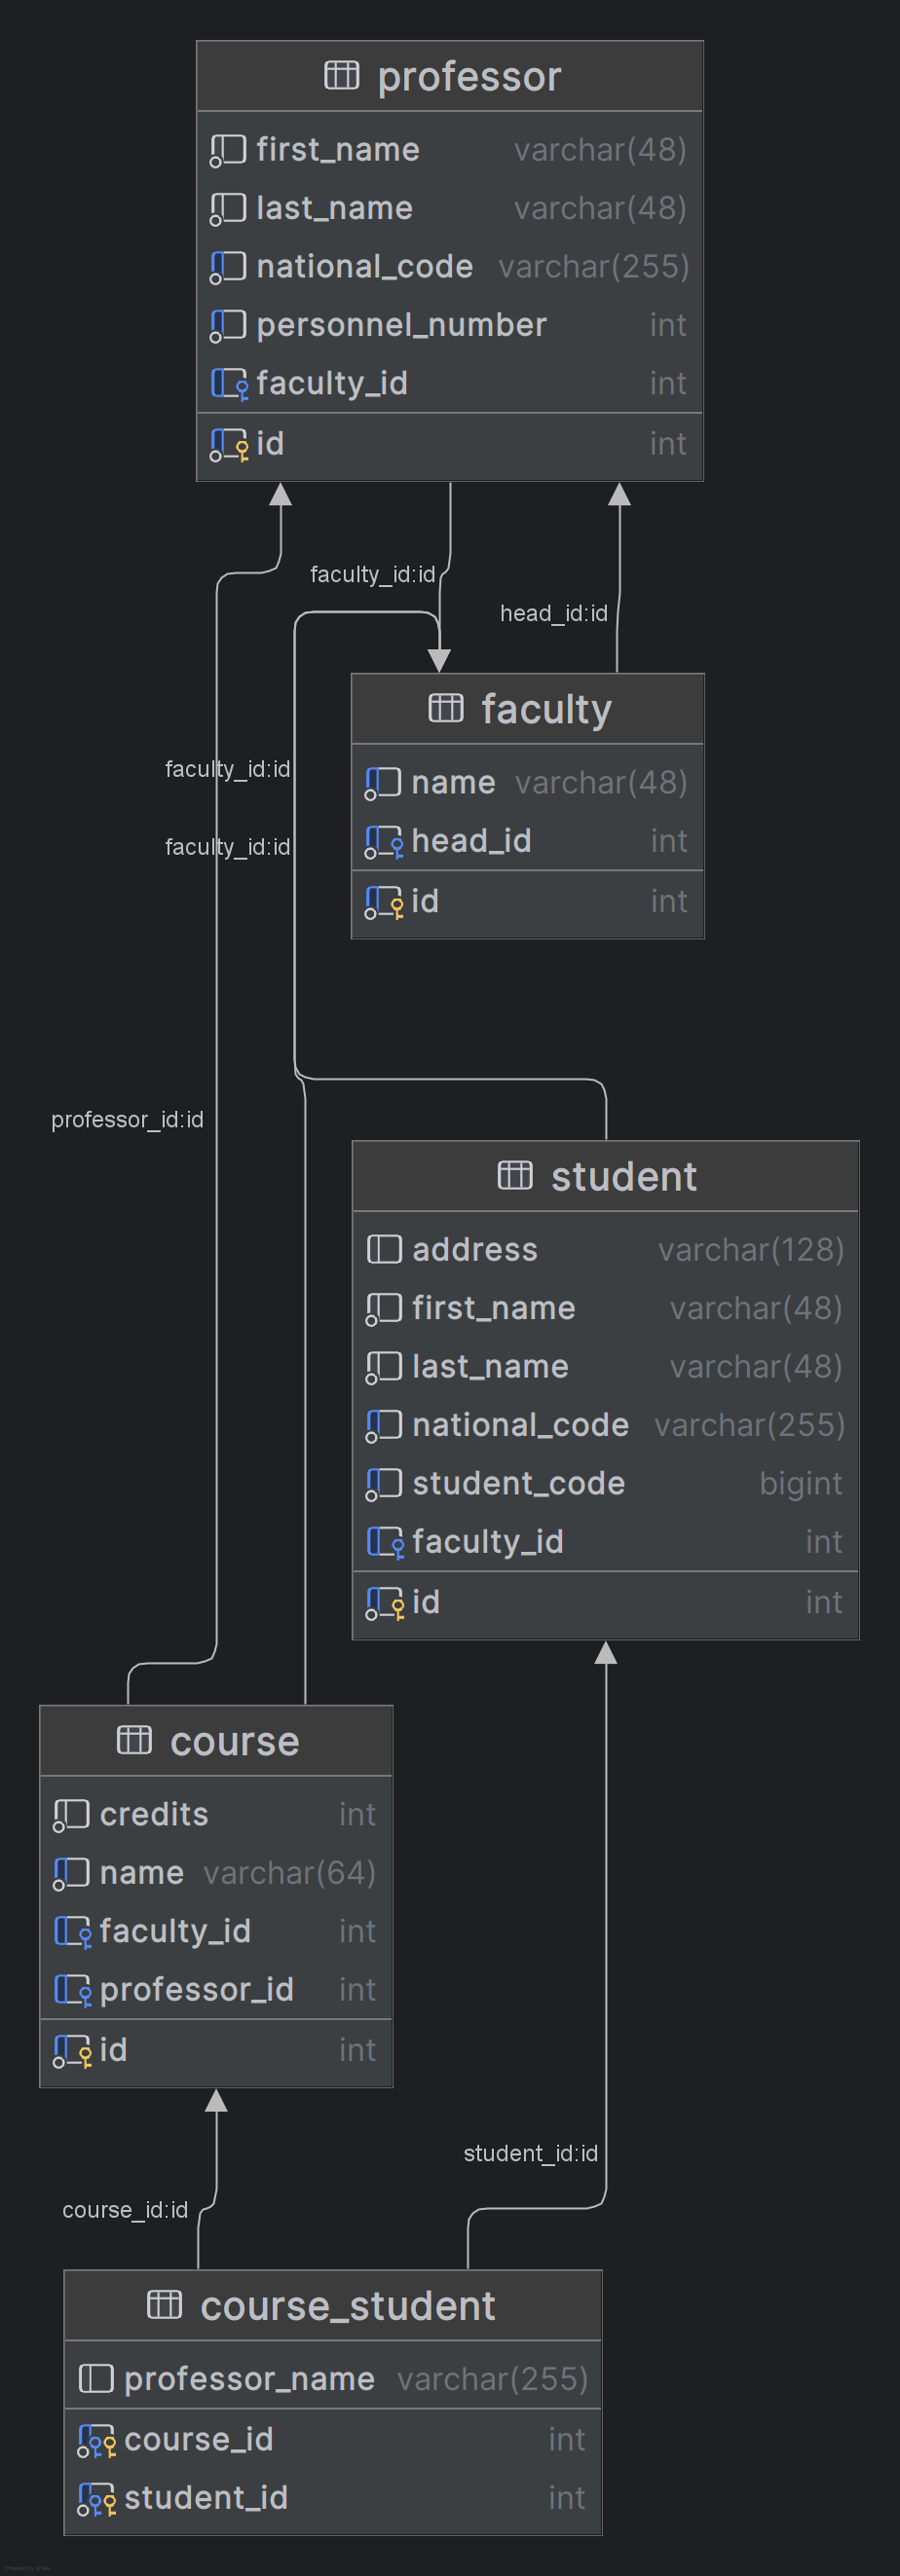 professor
first_name varchar(48)
last_name varchar(48)
national_code varchar(255)
personnel_number int
faculty_id int
id int
faculty_id:id
head_id:id
faculty
name varchar(48)
head_id int
id int
faculty_id:id
faculty_id:id
professor_id:id
student
address varchar(128)
first_name varchar(48)
last_name varchar(48)
national_code varchar(255)
student_code bigint
faculty_id int
id int
course
credits int
name varchar(64)
faculty_id int
professor_id int
id int
student_id:id
course_id:id
course_student
professor_name varchar(255)
course_id int
student_id int
Powered by yFiles